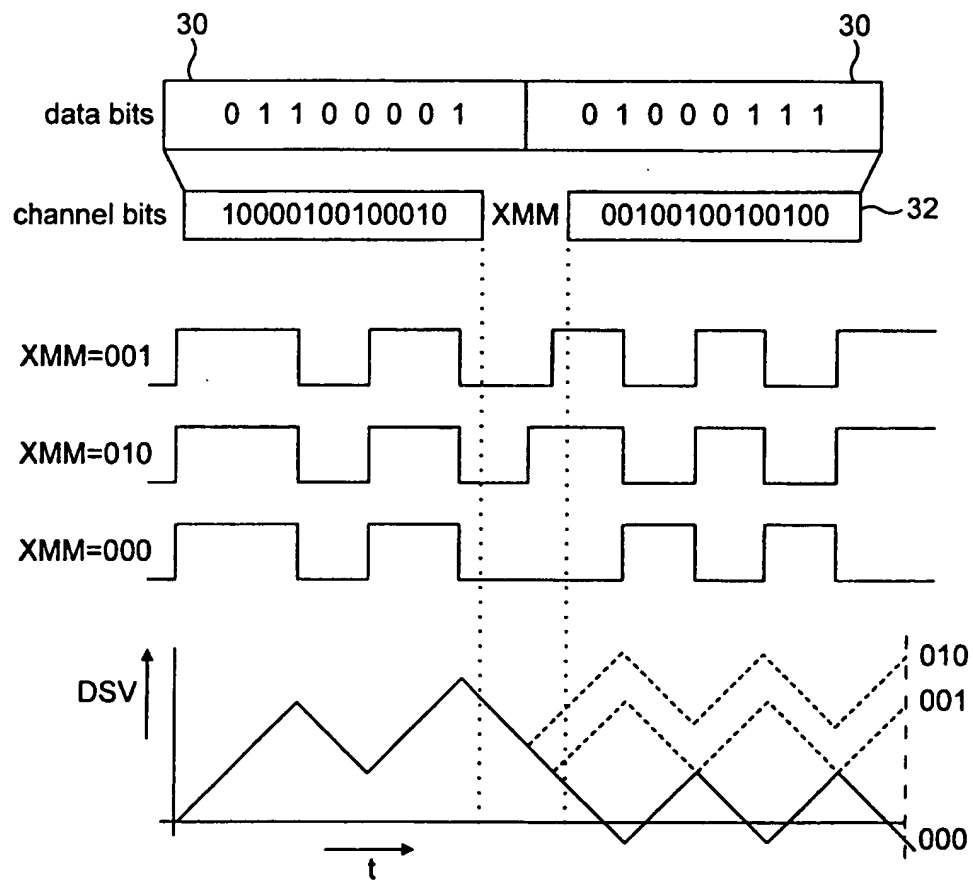 30 30
data bits 0 1 1 0 0 0 0 1 0 1 0 0 0 1 1 1
channel bits 10000100100010 XMM 00100100100100 32
XMM=001
XMM=010
XMM=000
010
DSV 001
000
t